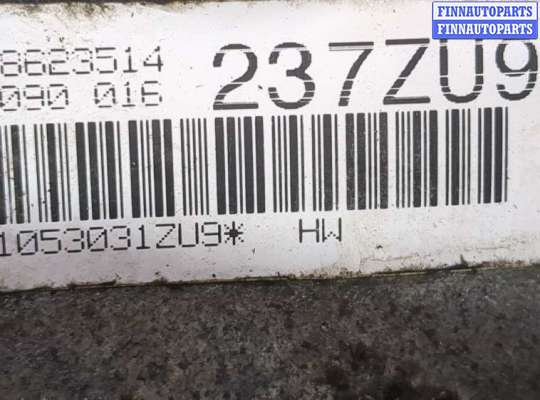 FINNAUTOPARTS
FINNAUTOPARTS
8623514
090 016
237ZU9
1053031ZU9* HW